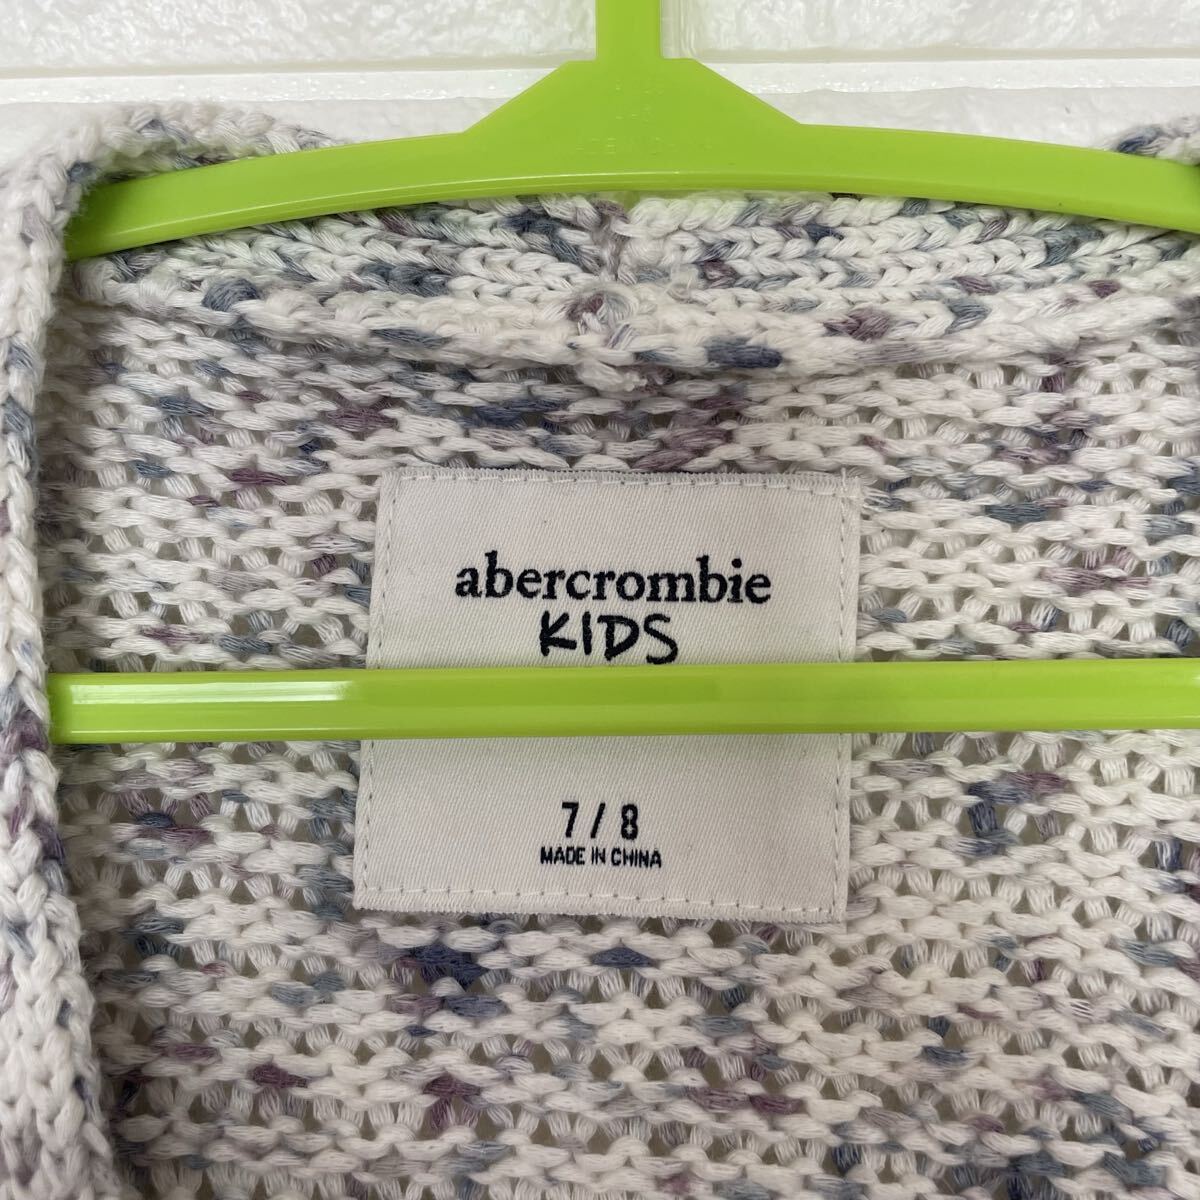 abercrombie
KIDS
7 / 8
MADE IN CHINA